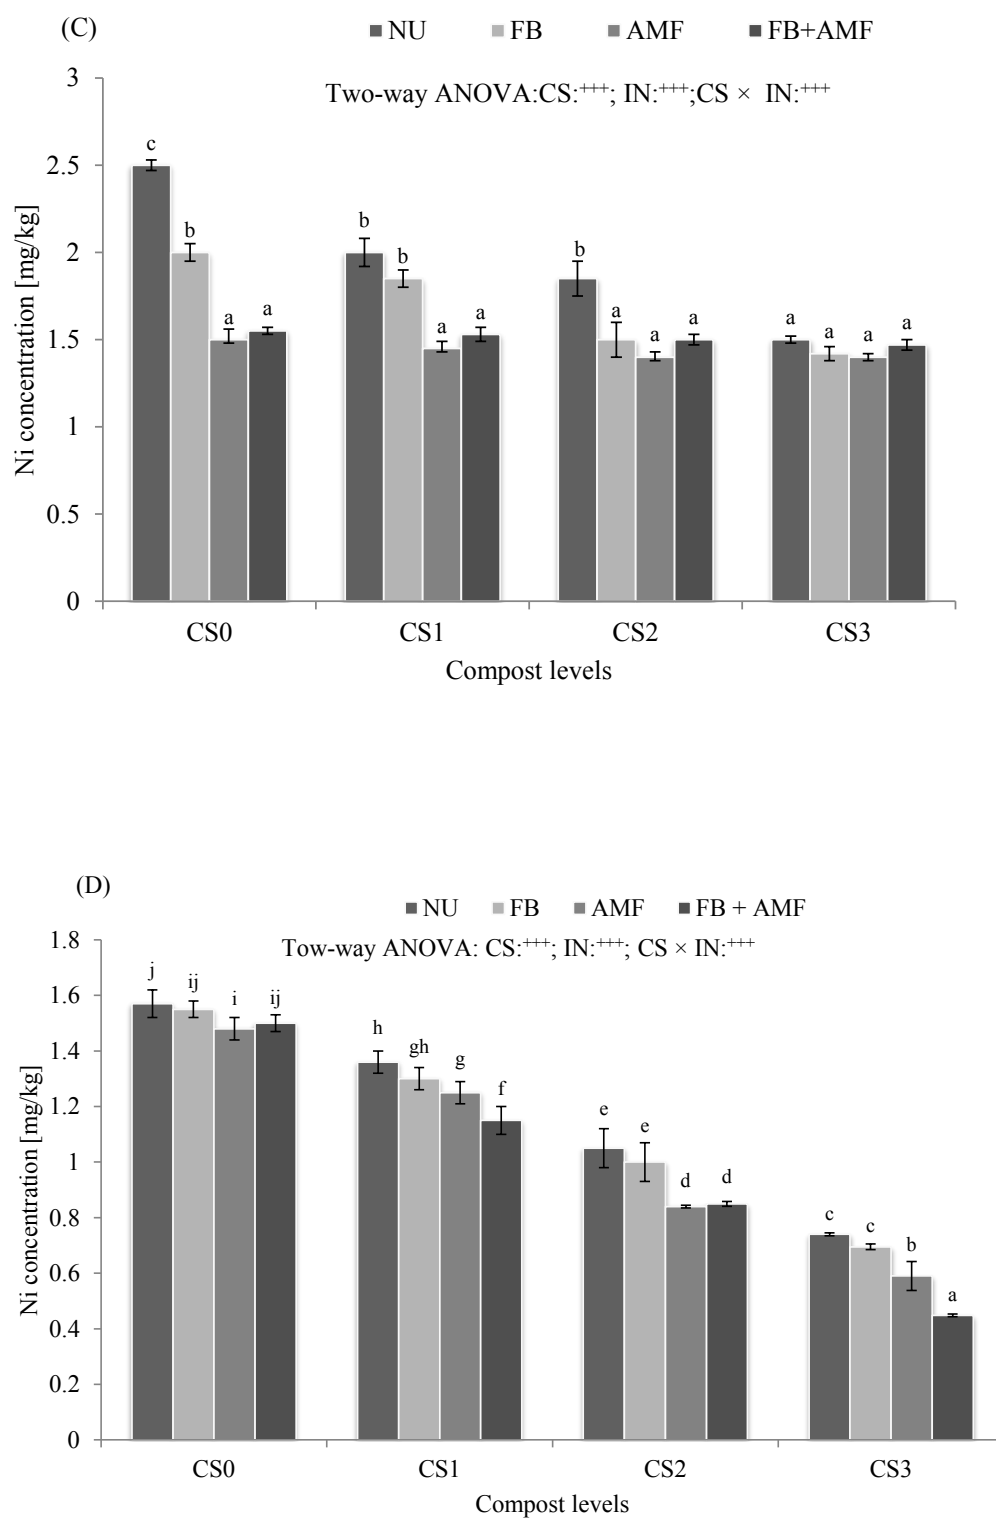 (C)
NU FB AMF FB+AMF
Two-way ANOVA:CS:+++; IN:+++;CS × IN:+++
Ni concentration [mg/kg]
3
2.5
2
1.5
1
0.5
0
c b a a b b a a b a a a a a a a
CS0 CS1 CS2 CS3
Compost levels
(D)
NU FB AMF FB + AMF
Tow-way ANOVA: CS:+++; IN:+++; CS × IN:+++
Ni concentration [mg/kg]
1.8
1.6
1.4
1.2
1
0.8
0.6
0.4
0.2
0
j ij i ij h gh g f e e d d c c b a
CS0 CS1 CS2 CS3
Compost levels